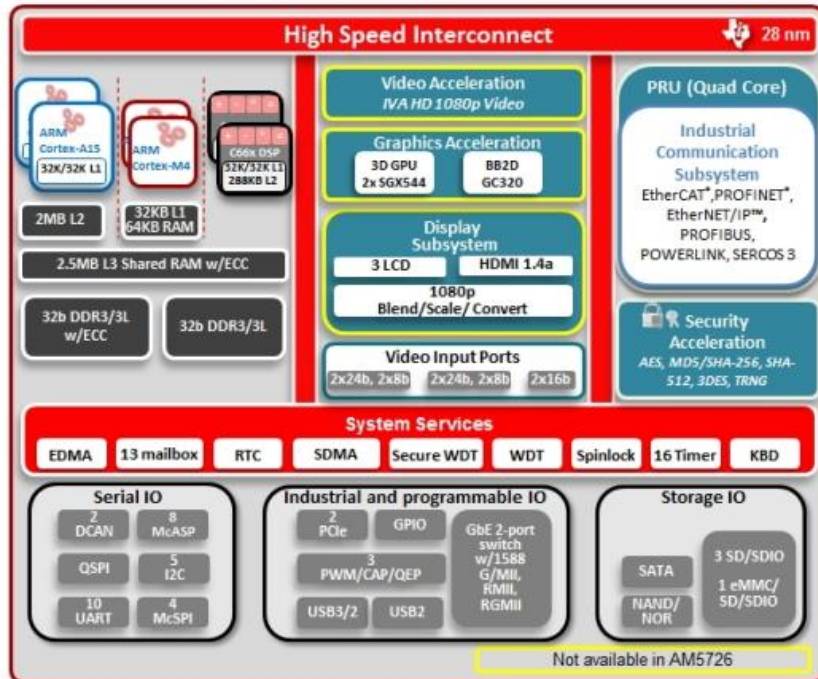 High Speed Interconnect
28 nm
ARM
Cortex-A15
32K/32K L1
ARM
Cortex-M4
C66x DSP
32K/32K L1
288KB L2
2MB L2
32KB L1
64KB RAM
2.5MB L3 Shared RAM w/ECC
32b DDR3/3L
w/ECC
32b DDR3/3L
Video Acceleration
IVA HD 1080p Video
Graphics Acceleration
3D GPU
2x SGX544
BB2D
GC320
Display
Subsystem
3 LCD
HDMI 1.4a
1080p
Blend/Scale/ Convert
Video Input Ports
2x24b, 2x8b
2x24b, 2x8b
2x16b
PRU (Quad Core)
Industrial
Communication
Subsystem
EtherCAT*,PROFINET*,
EtherNET/IP™,
PROFIBUS,
POWERLINK, SERCOS 3
Security
Acceleration
AES, MD5/SHA-256, SHA-
512, 3DES, TRNG
System Services
EDMA
13 mailbox
RTC
SDMA
Secure WDT
WDT
Spinlock
16 Timer
KBD
Serial IO
2
DCAN
8
McASP
QSPI
5
I2C
10
UART
4
McSPI
Industrial and programmable IO
2
PCIe
GPIO
3
PWM/CAP/QEP
USB3/2
USB2
GbE 2-port
switch
w/1588
G/MII,
RMII,
RGMII
Storage IO
SATA
NAND/
NOR
3 SD/SDIO
1 eMMC/
SD/SDIO
Not available in AM5726